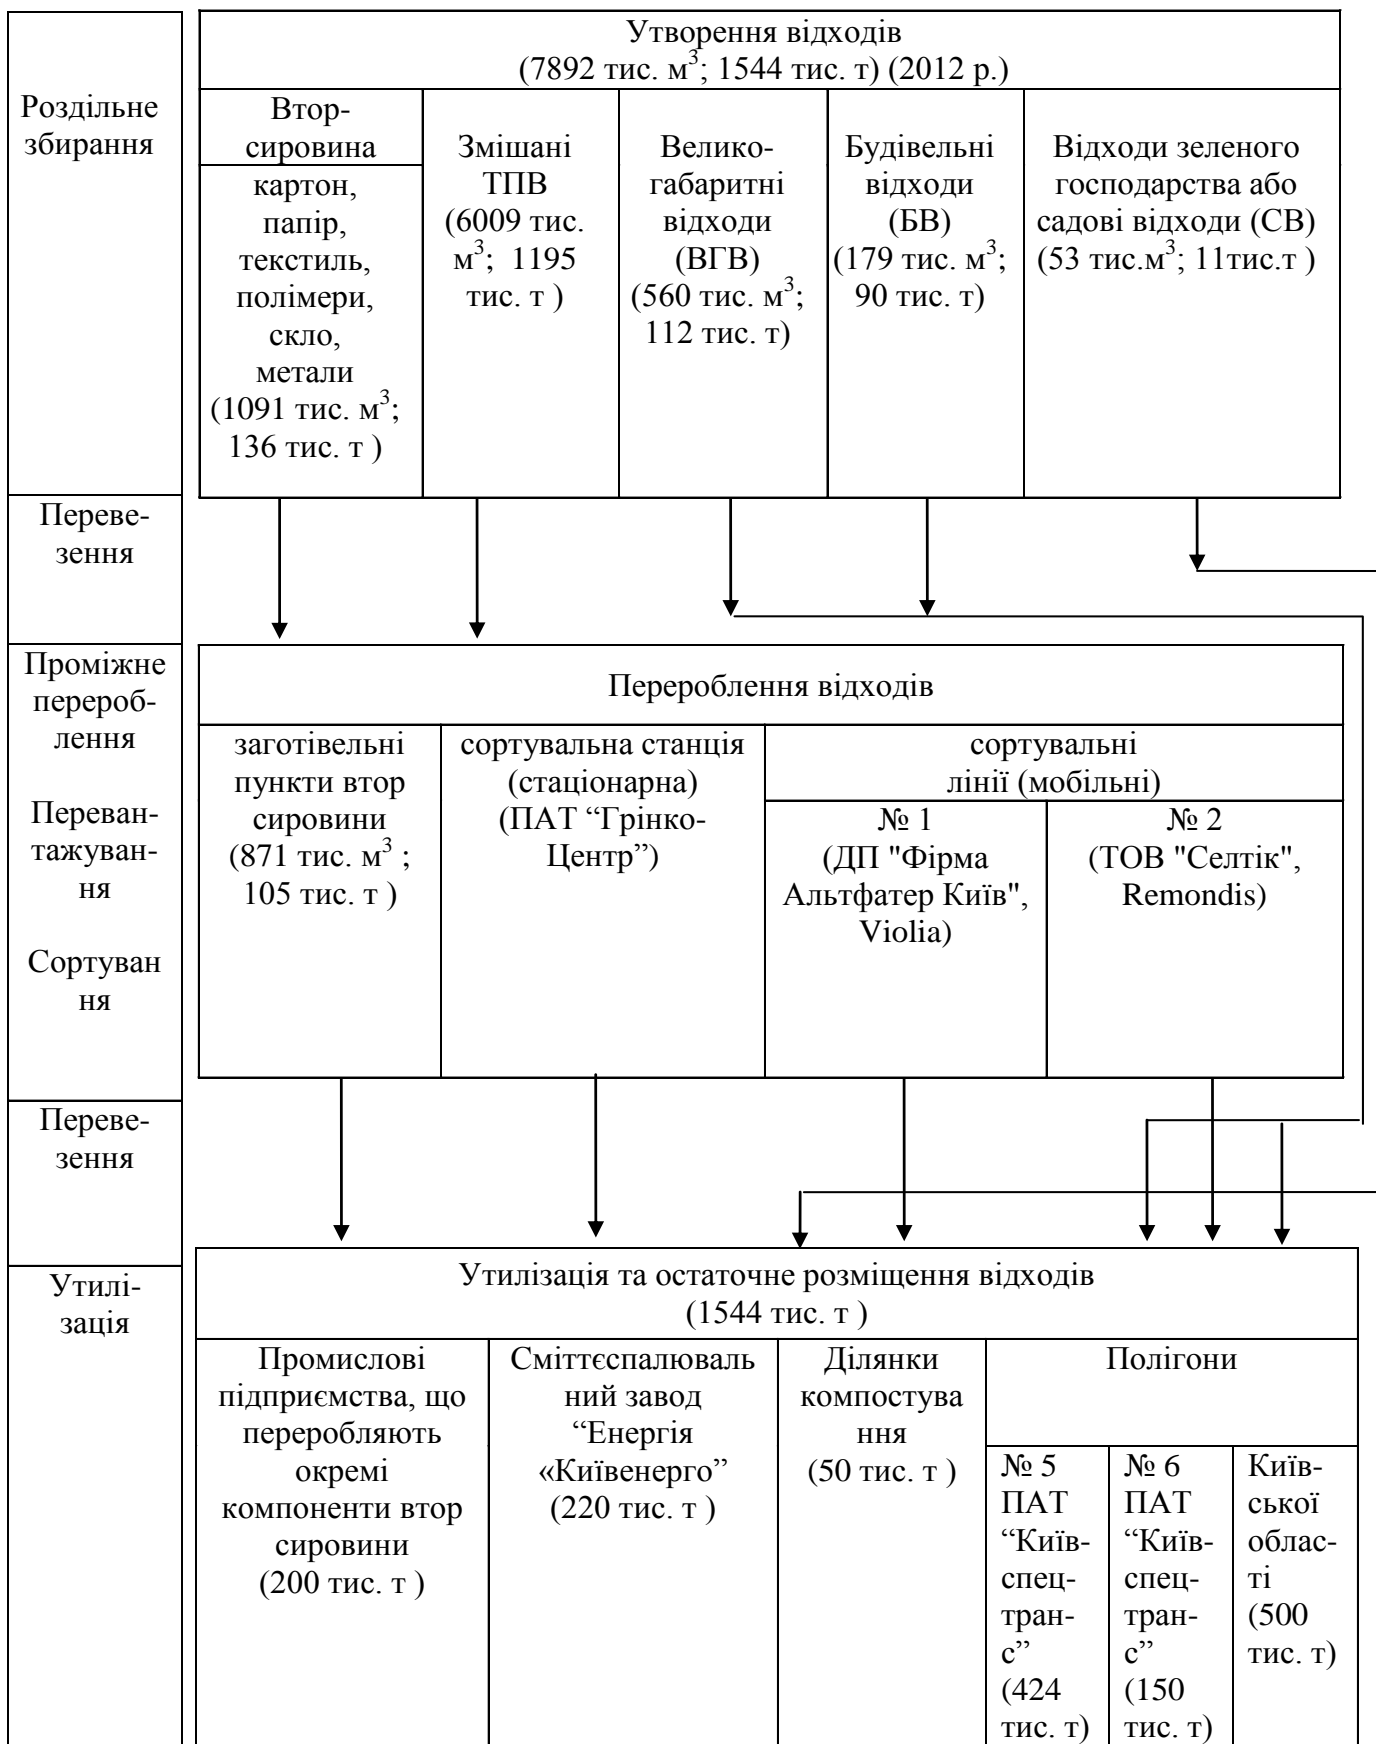 Роздільне
збирання
Утворення відходів
(7892 тис. м³; 1544 тис. т) (2012 р.)
Втор-
сировина
картон,
папір,
текстиль,
полімери,
скло,
метали
(1091 тис. м³;
136 тис. т )
Змішані
ТПВ
(6009 тис.
м³; 1195
тис. т )
Велико-
габаритні
відходи
(ВГВ)
(560 тис. м³;
112 тис. т)
Будівельні
відходи
(БВ)
(179 тис. м³;
90 тис. т)
Відходи зеленого
господарства або
садові відходи (СВ)
(53 тис.м³; 11тис.т )
Переве-
зення
Проміжне
перероб-
лення
Переван-
тажуван-
ня
Сортуван
ня
Перероблення відходів
заготівельні
пункти втор
сировини
(871 тис. м³ ;
105 тис. т )
сортувальна станція
(стаціонарна)
(ПАТ “Грінко-
Центр”)
сортувальні
лінії (мобільні)
№ 1
(ДП "Фірма
Альтфатер Київ",
Violia)
№ 2
(ТОВ "Селтік",
Remondis)
Переве-
зення
Утилі-
зація
Утилізація та остаточне розміщення відходів
(1544 тис. т )
Промислові
підприємства, що
переробляють
окремі
компоненти втор
сировини
(200 тис. т )
Сміттєспалюваль
ний завод
“Енергія
«Київенерго”
(220 тис. т )
Ділянки
компостува
ння
(50 тис. т )
Полігони
№ 5
ПАТ
“Київ-
спец-
тран-
с”
(424
тис. т)
№ 6
ПАТ
“Київ-
спец-
тран-
с”
(150
тис. т)
Київ-
ської
облас-
ті
(500
тис. т)